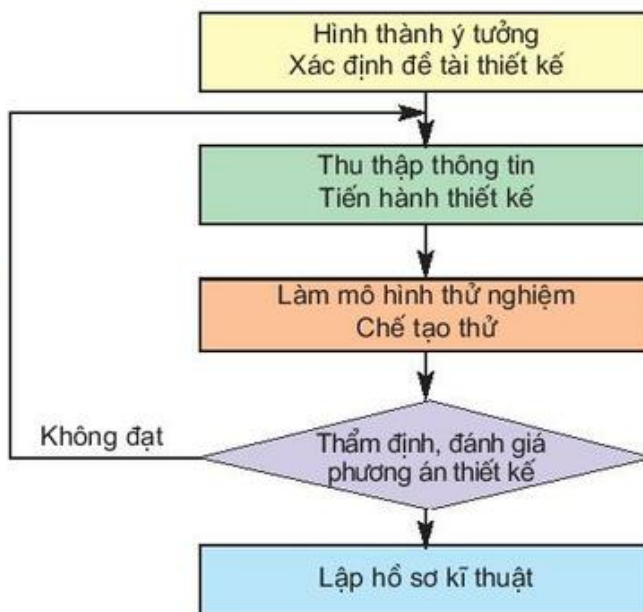 Hình thành ý tưởng
Xác định đề tài thiết kế
Thu thập thông tin
Tiến hành thiết kế
Làm mô hình thử nghiệm
Chế tạo thử
Không đạt
Thẩm định, đánh giá
phương án thiết kế
Lập hồ sơ kĩ thuật